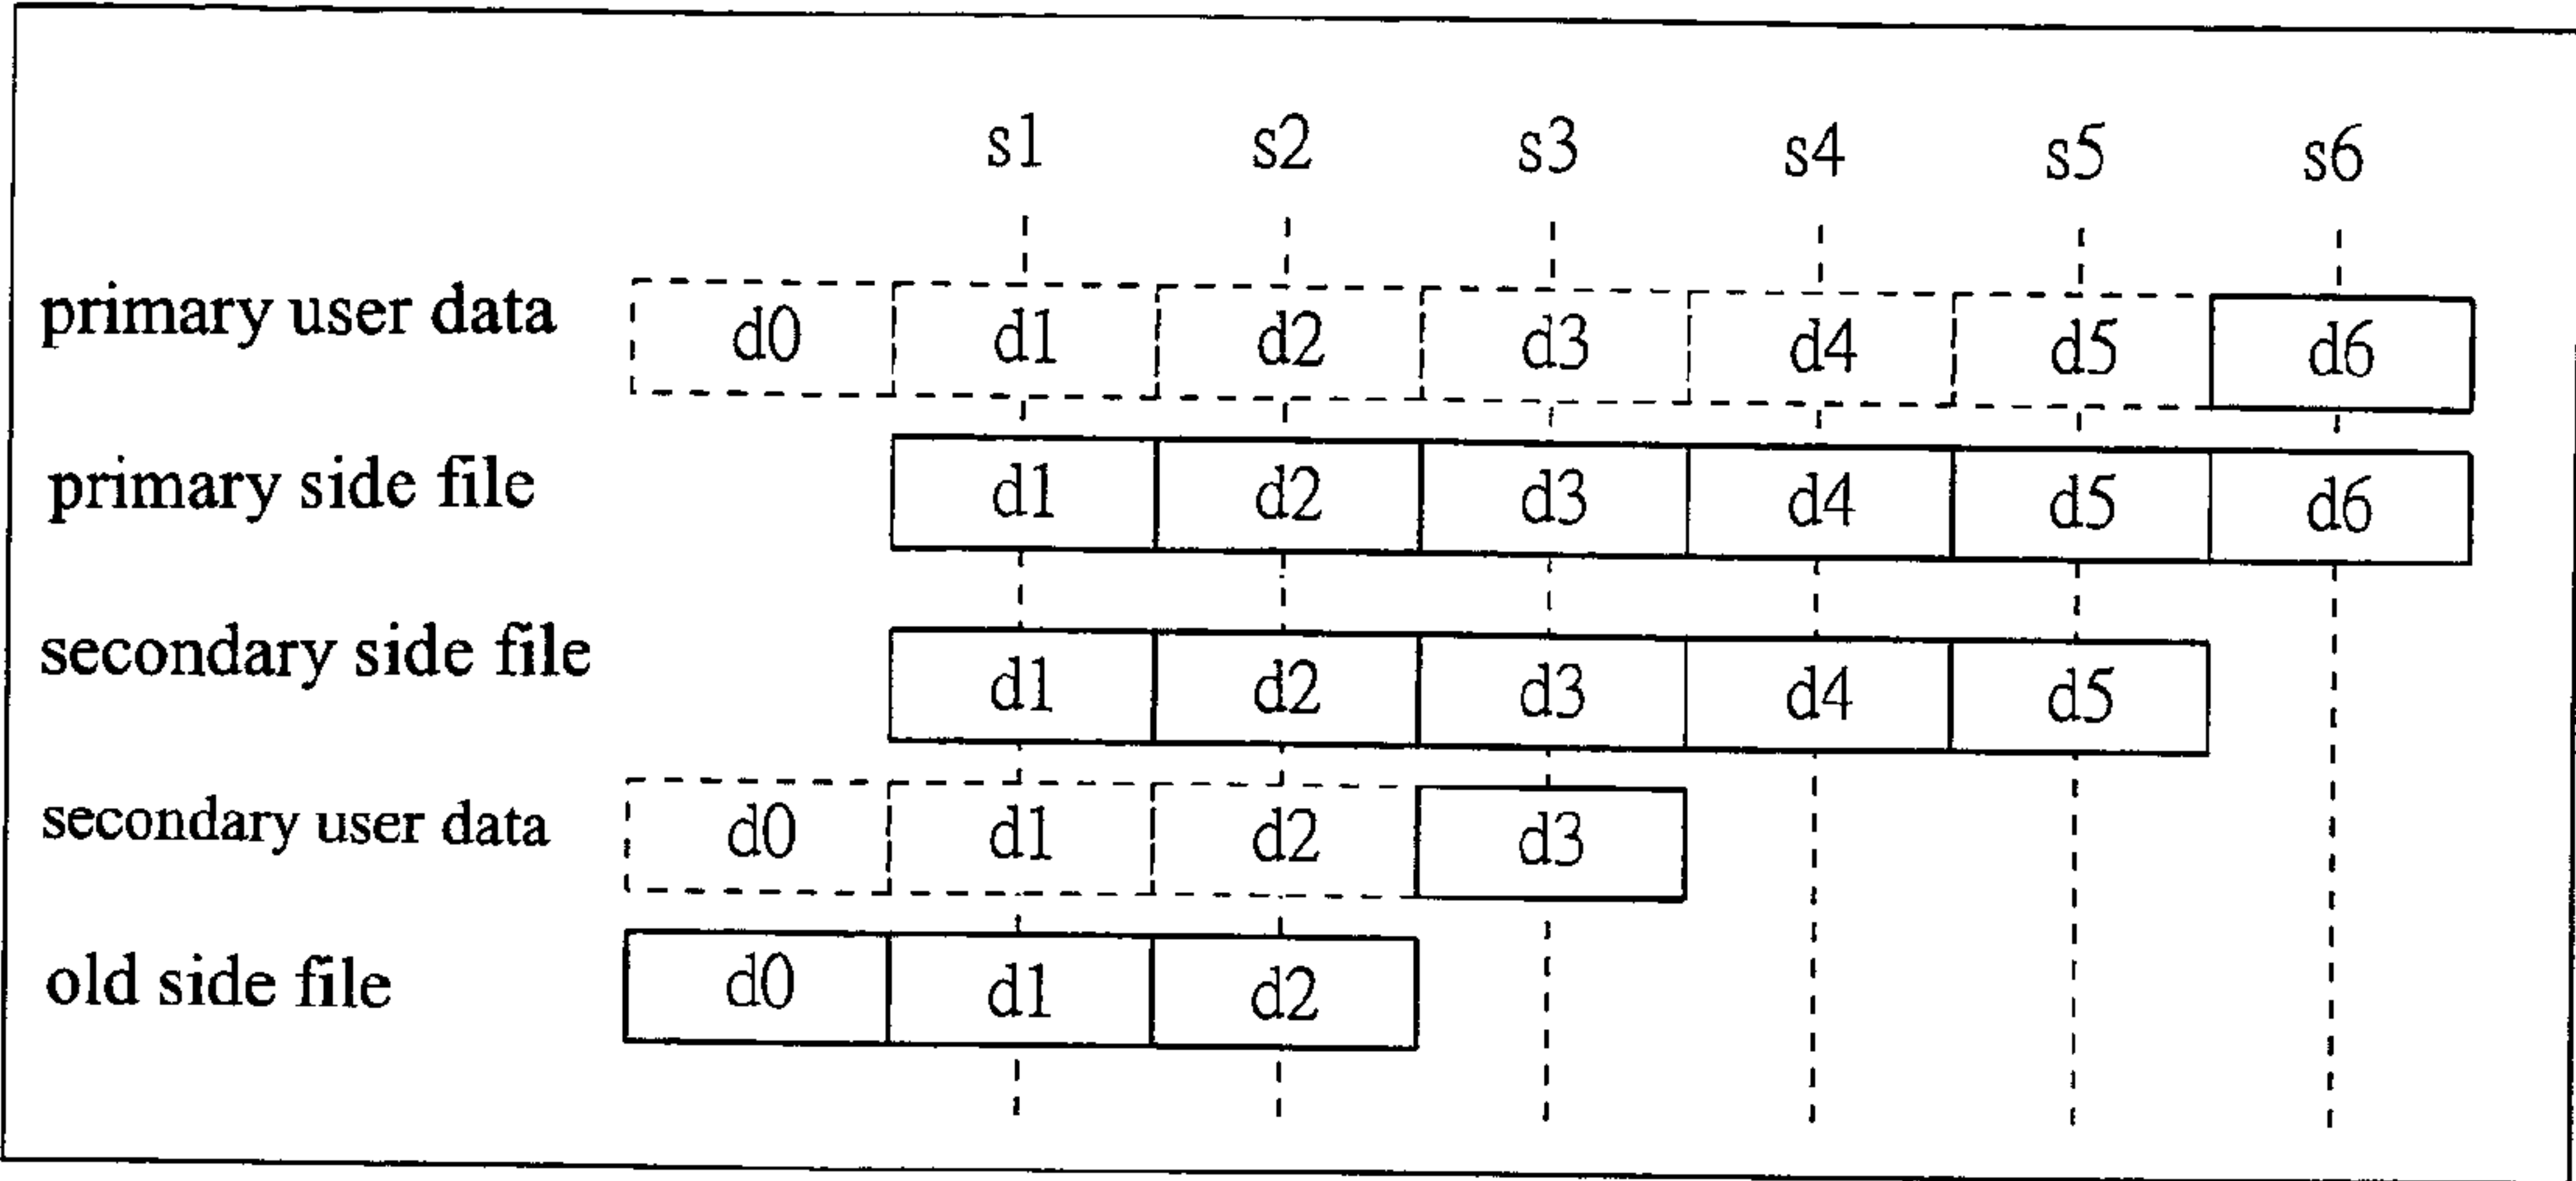 s1 s2 s3 s4 s5 s6
primary user data d0 d1 d2 d3 d4 d5 d6
primary side file d1 d2 d3 d4 d5 d6
secondary side file d1 d2 d3 d4 d5
secondary user data d0 d1 d2 d3
old side file d0 d1 d2